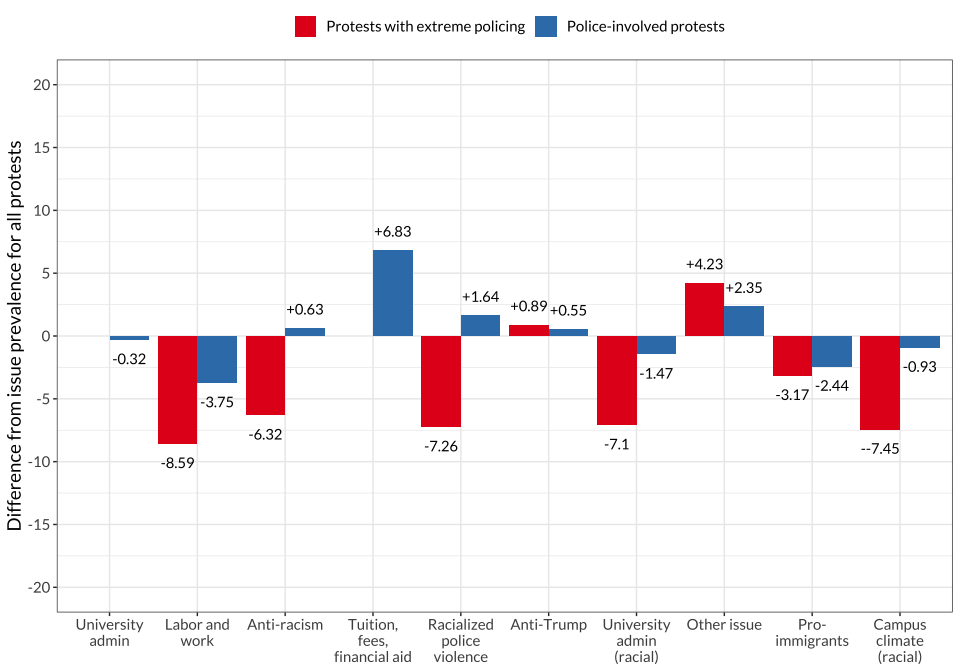 Protests with extreme policing Police-involved protests
Difference from issue prevalence for all protests
20
15
10
5
0
-5
-10
-15
-20
-0.32
-8.59
-3.75
-6.32
+0.63
+6.83
-7.26
+1.64
+0.89
+0.55
-7.1
-1.47
+4.23
+2.35
-3.17
-2.44
--7.45
-0.93
University
admin
Labor and
work
Anti-racism
Tuition,
fees,
financial aid
Racialized
police
violence
Anti-Trump
University
admin
(racial)
Other issue
Pro-
immigrants
Campus
climate
(racial)